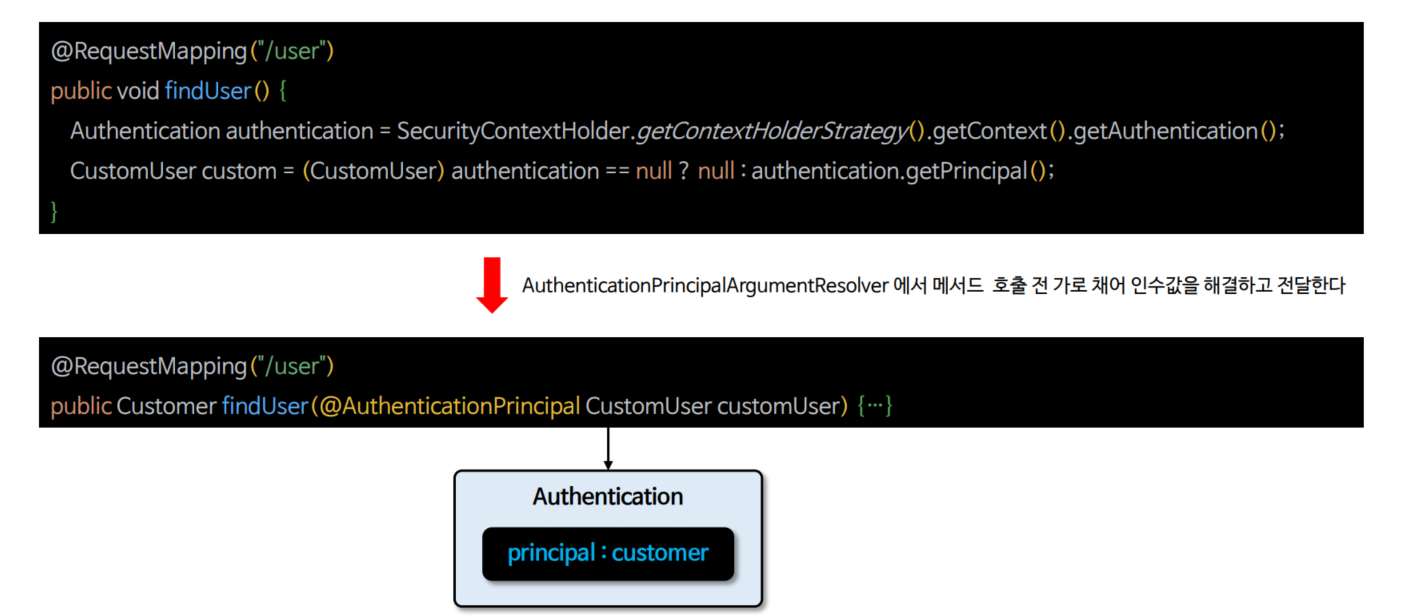 @RequestMapping("/user")
public void findUser() {
Authentication authentication = SecurityContextHolder.getContextHolderStrategy().getContext().getAuthentication();
CustomUser custom = (CustomUser) authentication == null ? null : authentication.getPrincipal();
}
AuthenticationPrincipalArgumentResolver 에서 메서드 호출 전 가로 채어 인수값을 해결하고 전달한다
@RequestMapping("/user")
public Customer findUser(@AuthenticationPrincipal CustomUser customUser) {…}
Authentication
principal : customer